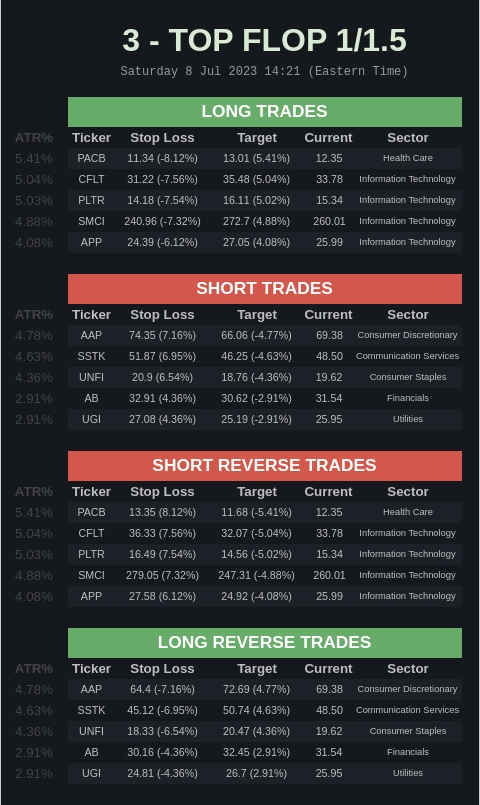 3 - TOP FLOP 1/1.5
Saturday 8 Jul 2023 14:21 (Eastern Time)
LONG TRADES
ATR% Ticker Stop Loss Target Current Sector
5.41% PACB 11.34 (-8.12%) 13.01 (5.41%) 12.35 Health Care
5.04% CFLT 31.22 (-7.56%) 35.48 (5.04%) 33.78 Information Technology
5.03% PLTR 14.18 (-7.54%) 16.11 (5.02%) 15.34 Information Technology
4.88% SMCI 240.96 (-7.32%) 272.7 (4.88%) 260.01 Information Technology
4.08% APP 24.39 (-6.12%) 27.05 (4.08%) 25.99 Information Technology
SHORT TRADES
ATR% Ticker Stop Loss Target Current Sector
4.78% AAP 74.35 (7.16%) 66.06 (-4.77%) 69.38 Consumer Discretionary
4.63% SSTK 51.87 (6.95%) 46.25 (-4.63%) 48.50 Communication Services
4.36% UNFI 20.9 (6.54%) 18.76 (-4.36%) 19.62 Consumer Staples
2.91% AB 32.91 (4.36%) 30.62 (-2.91%) 31.54 Financials
2.91% UGI 27.08 (4.36%) 25.19 (-2.91%) 25.95 Utilities
SHORT REVERSE TRADES
ATR% Ticker Stop Loss Target Current Sector
5.41% PACB 13.35 (8.12%) 11.68 (-5.41%) 12.35 Health Care
5.04% CFLT 36.33 (7.56%) 32.07 (-5.04%) 33.78 Information Technology
5.03% PLTR 16.49 (7.54%) 14.56 (-5.02%) 15.34 Information Technology
4.88% SMCI 279.05 (7.32%) 247.31 (-4.88%) 260.01 Information Technology
4.08% APP 27.58 (6.12%) 24.92 (-4.08%) 25.99 Information Technology
LONG REVERSE TRADES
ATR% Ticker Stop Loss Target Current Sector
4.78% AAP 64.4 (-7.16%) 72.69 (4.77%) 69.38 Consumer Discretionary
4.63% SSTK 45.12 (-6.95%) 50.74 (4.63%) 48.50 Communication Services
4.36% UNFI 18.33 (-6.54%) 20.47 (4.36%) 19.62 Consumer Staples
2.91% AB 30.16 (-4.36%) 32.45 (2.91%) 31.54 Financials
2.91% UGI 24.81 (-4.36%) 26.7 (2.91%) 25.95 Utilities